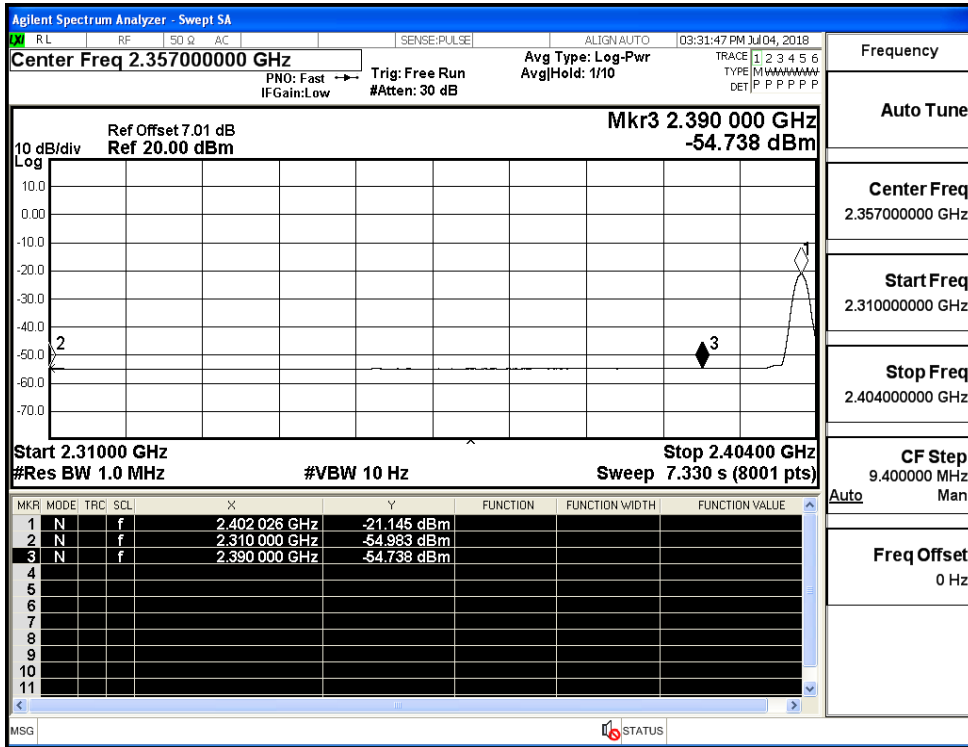 Agilent Spectrum Analyzer - Swept SA
LXI RL RF 50 Ω AC SENSE:PULSE ALIGN AUTO 03:31:47 PM Jul 04, 2018
Center Freq 2.357000000 GHz
PNO: Fast
IFGain:Low
Trig: Free Run
#Atten: 30 dB
Avg Type: Log-Pwr
Avg|Hold: 1/10
TRACE 1 2 3 4 5 6
TYPE M WWWWW
DET P P P P P P
Ref Offset 7.01 dB
10 dB/div Ref 20.00 dBm
Log
Mkr3 2.390 000 GHz
-54.738 dBm
10.0
0.00
-10.0
-20.0
-30.0
-40.0
-50.0
-60.0
-70.0
1
2
3
Start 2.31000 GHz Stop 2.40400 GHz
#Res BW 1.0 MHz #VBW 10 Hz Sweep 7.330 s (8001 pts)
MKR MODE TRC SCL X Y FUNCTION FUNCTION WIDTH FUNCTION VALUE
1 N f 2.402 026 GHz -21.145 dBm
2 N f 2.310 000 GHz -54.983 dBm
3 N f 2.390 000 GHz -54.738 dBm
4
5
6
7
8
9
10
11
MSG STATUS
Frequency
Auto Tune
Center Freq
2.357000000 GHz
Start Freq
2.310000000 GHz
Stop Freq
2.404000000 GHz
CF Step
9.400000 MHz
Auto Man
Freq Offset
0 Hz